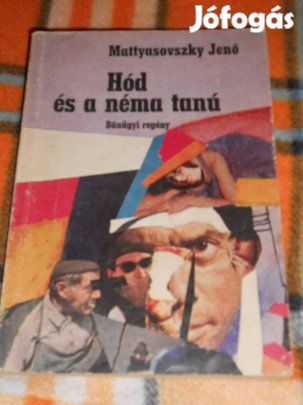 Jófogás
Mattyasovszky Jenő
Hód
és a néma tanú
Bűnügyi regény